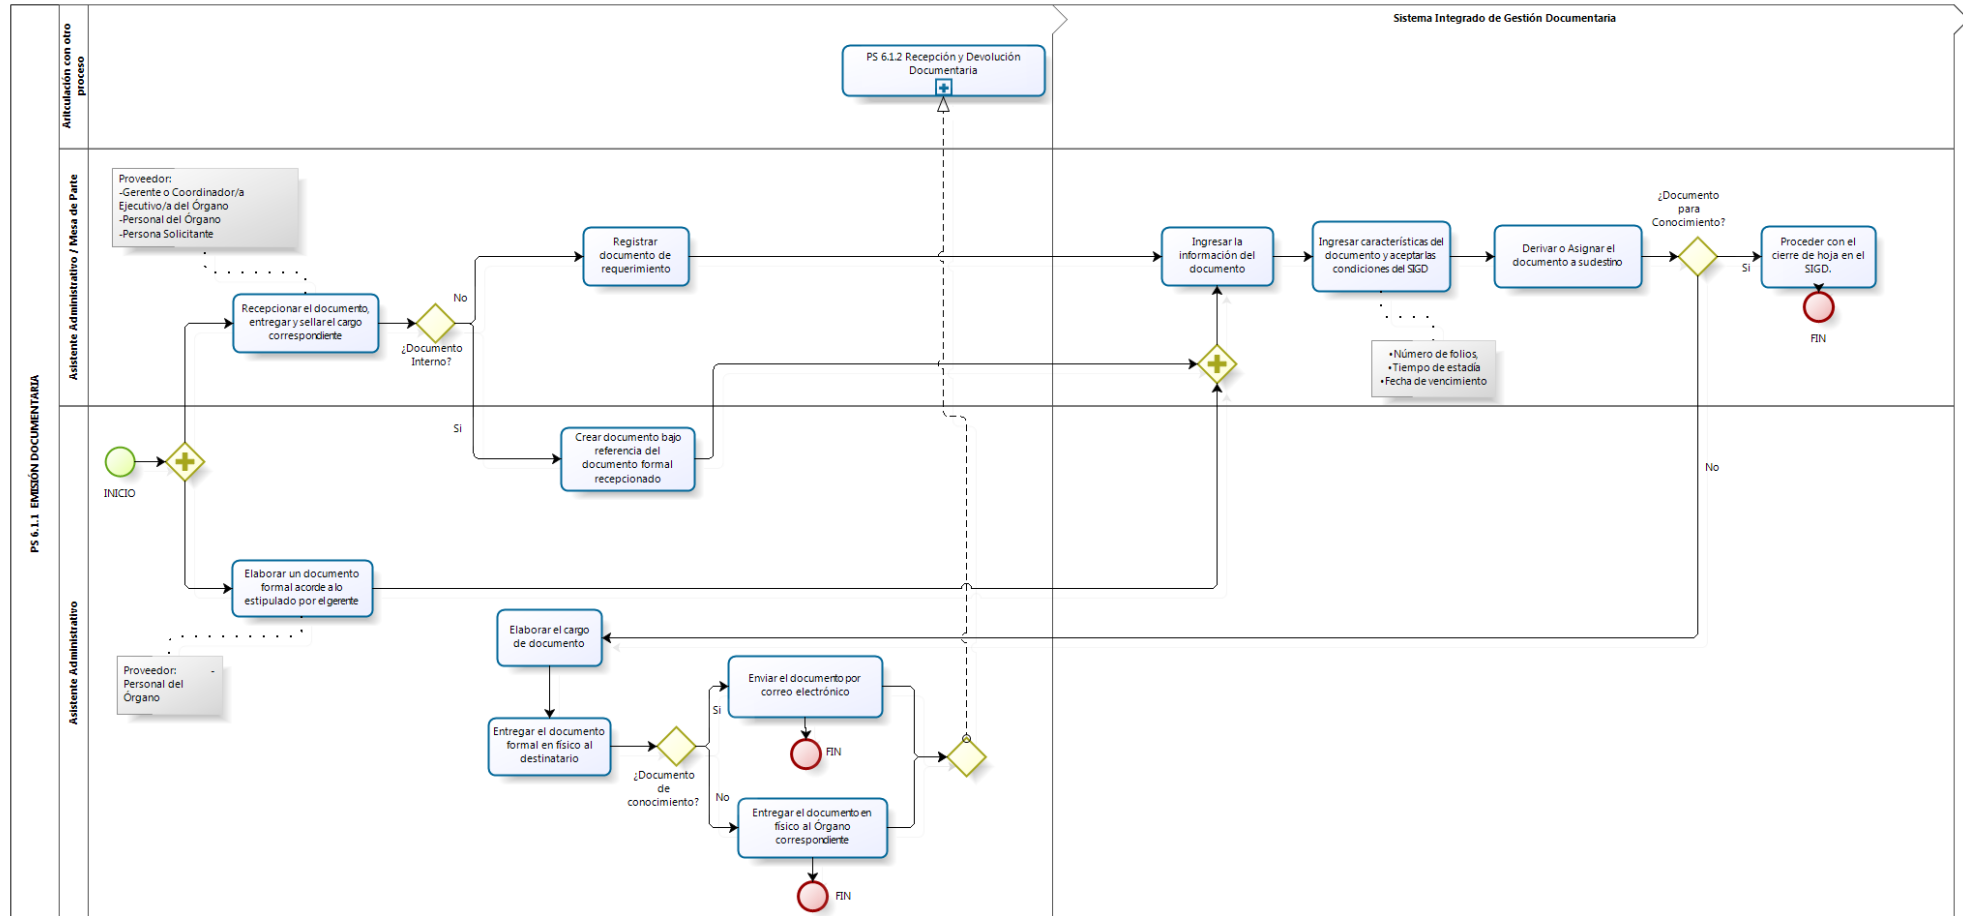 Sistema Integrado de Gestión Documentaria
PS 6.1.1  EMISIÓN DOCUMENTARIA
Aritculación con otro
proceso
PS 6.1.2 Recepción y Devolución
Documentaria
Asistente Administrativo / Mesa de Parte
Proveedor:
-Gerente o Coordinador/a
Ejecutivo/a del Órgano
-Personal del Órgano
-Persona Solicitante
Recepcionar el documento,
entregar y sellar el cargo
correspondiente
¿Documento
Interno?
No
Si
Registrar
documento de
requerimiento
Ingresar la
información del
documento
Ingresar características del
documento y aceptar las
condiciones del SIGD
•Número de folios,
•Tiempo de estadía
•Fecha de vencimiento
Derivar o Asignar el
documento a su destino
¿Documento
para
Conocimiento?
Si
No
Proceder con el
cierre de hoja en el
SIGD.
FIN
Asistente Administrativo
INICIO
Crear documento bajo
referencia del
documento formal
recepcionado
Elaborar un documento
formal acorde a lo
estipulado por el gerente
Proveedor: -
Personal del
Órgano
Elaborar el cargo
de documento
Entregar el documento
formal en físico al
destinatario
¿Documento
de
conocimiento?
Si
No
Enviar el documento por
correo electrónico
FIN
Entregar el documento en
físico al Órgano
correspondiente
FIN